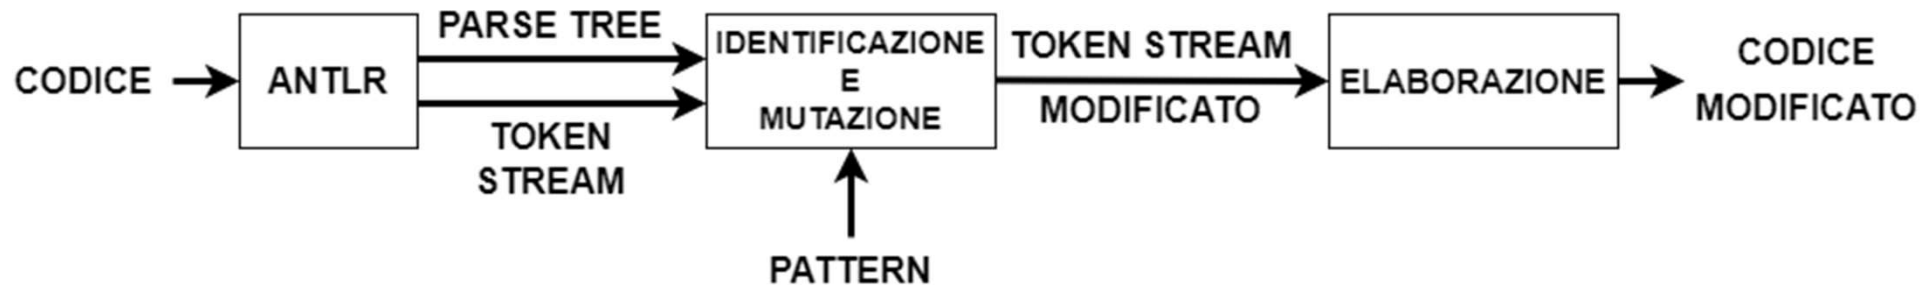 CODICE
ANTLR
PARSE TREE
TOKEN
STREAM
IDENTIFICAZIONE
E
MUTAZIONE
PATTERN
TOKEN STREAM
MODIFICATO
ELABORAZIONE
CODICE
MODIFICATO